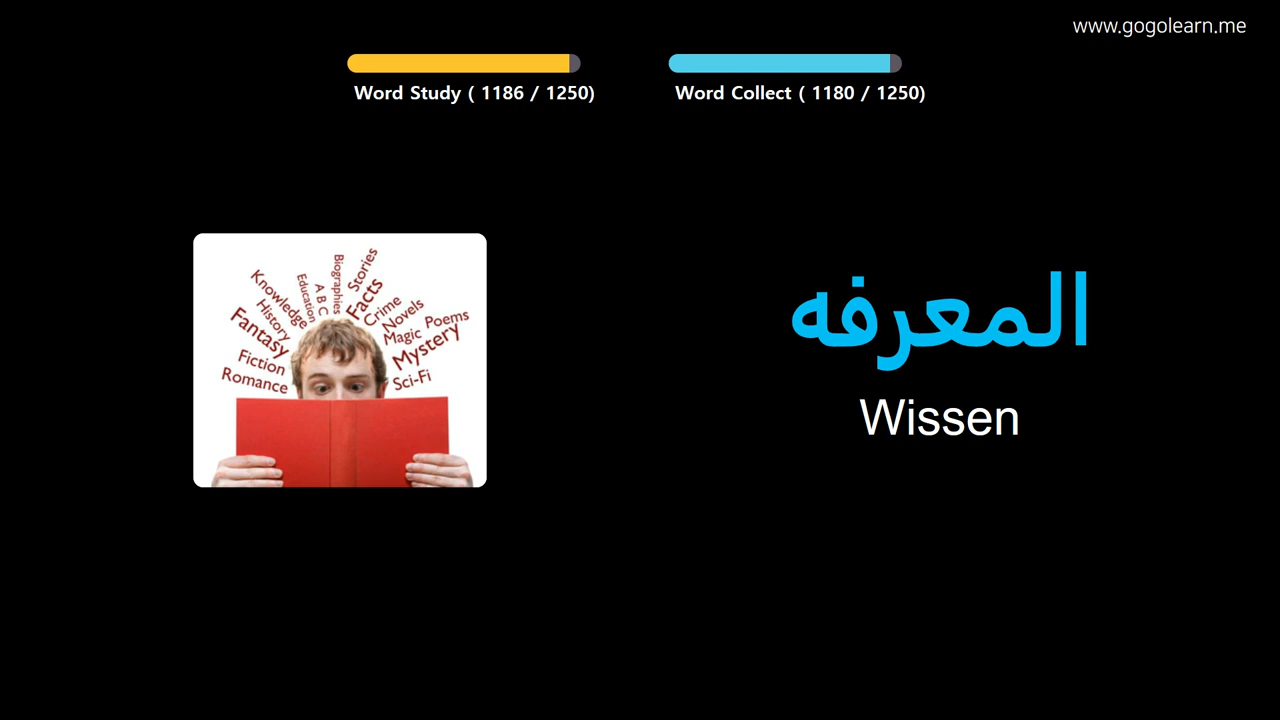 www.gogolearn.me
Word Study ( 1186 / 1250)
Word Collect ( 1180 / 1250)
Knowledge
History
Fantasy
Fiction
Romance
Education
A B C
Biographies
Stories
Facts
Crime
Novels
Magic
Poems
Mystery
Sci-Fi
المعرفه
Wissen